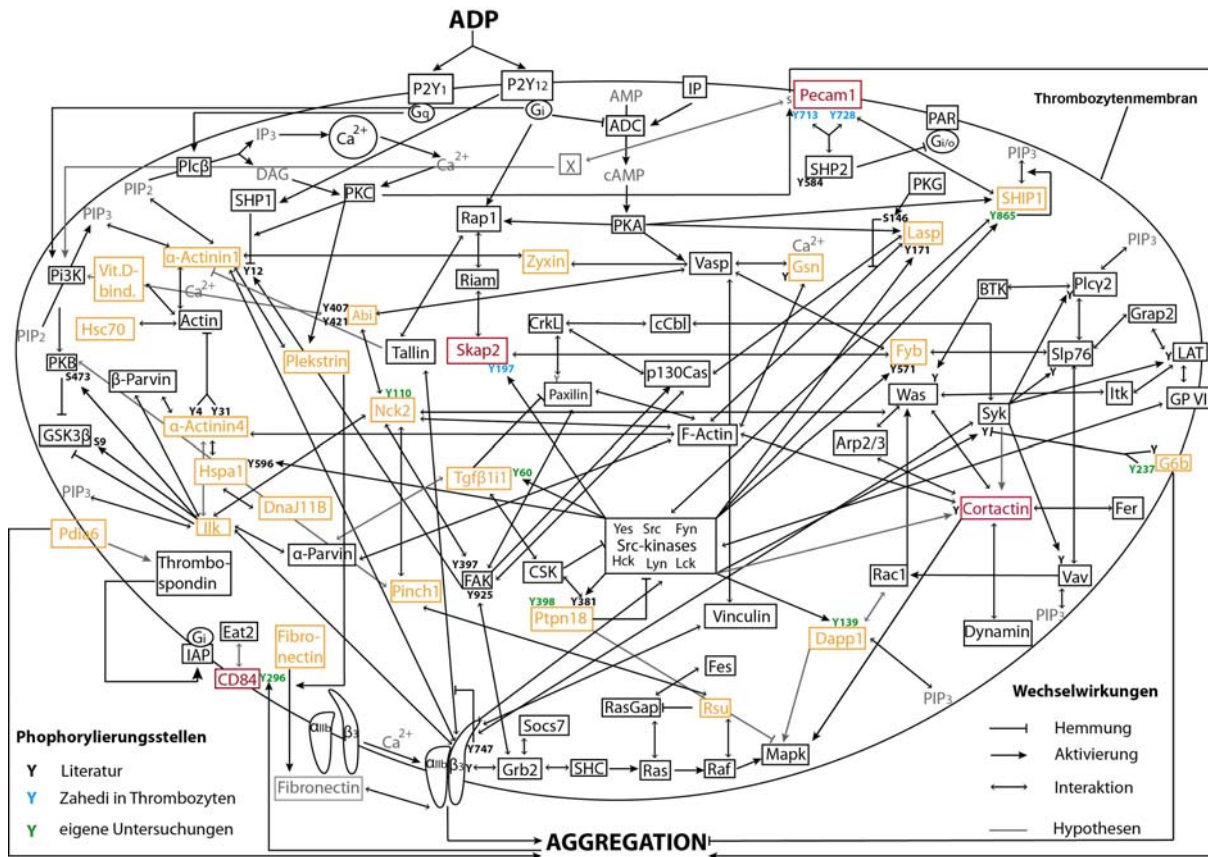 ADP
P2Y1
P2Y12
IP
Pecam1
S
Y713 Y728
Thrombozytenmembran
Gq
Gi
AMP
ADC
PAR
Gi/o
IP3
Ca2+
Plcβ
DAG
Ca2+
X
SHP2
Y584
PIP3
PIP2
SHP1
PKC
cAMP
PKG
SHIP1
Y865
PIP3
Rap1
PKA
S146
Lasp
Y171
α-Actinin1
Y12
Zyxin
Vasp
Ca2+
Gsn
Y
PIP3
Pi3K
Vit.D-
bind.
Ca2+
Riam
BTK
Plcγ2
Y
Y407
Y421
Abi
Hsc70
Actin
PIP2
CrkL
cCbl
Grap2
Plekstrin
Tallin
Skap2
Y197
Fyb
Y571
Slp76
Y
LAT
Y
PKB
S473
β-Parvin
p130Cas
Y110
Nck2
Y
Paxilin
Was
Y
Itk
GP VI
Y4 Y31
α-Actinin4
GSK3β
S9
F-Actin
Syk
Y
Arp2/3
Hspa1
Y596
Tgfβ1i1
Y60
Y
Y237
G6b
PIP3
DnaJ11B
Pdia6
Ilk
Yes Src Fyn
Src-kinases
Hck Lyn Lck
Cortactin
Y
Fer
Thrombo-
spondin
α-Parvin
Y397
FAK
Y925
CSK
Pinch1
Rac1
Y
Vav
Y398 Y381
Ptpn18
Vinculin
Y139
Dapp1
PIP3
Dynamin
Gi
IAP
Eat2
Fibro-
nectin
CD84
Y296
Fes
PIP3
RasGap
Rsu
Wechselwirkungen
Phophorylierungsstellen
αIIb β3
Ca2+
Y747
Socs7
Hemmung
Y Literatur
αIIb β3 Y
Grb2
SHC
Ras
Raf
Mapk
Aktivierung
Y Zahedi in Thrombozyten
Fibronectin
Interaktion
Y eigene Untersuchungen
AGGREGATION
Hypothesen